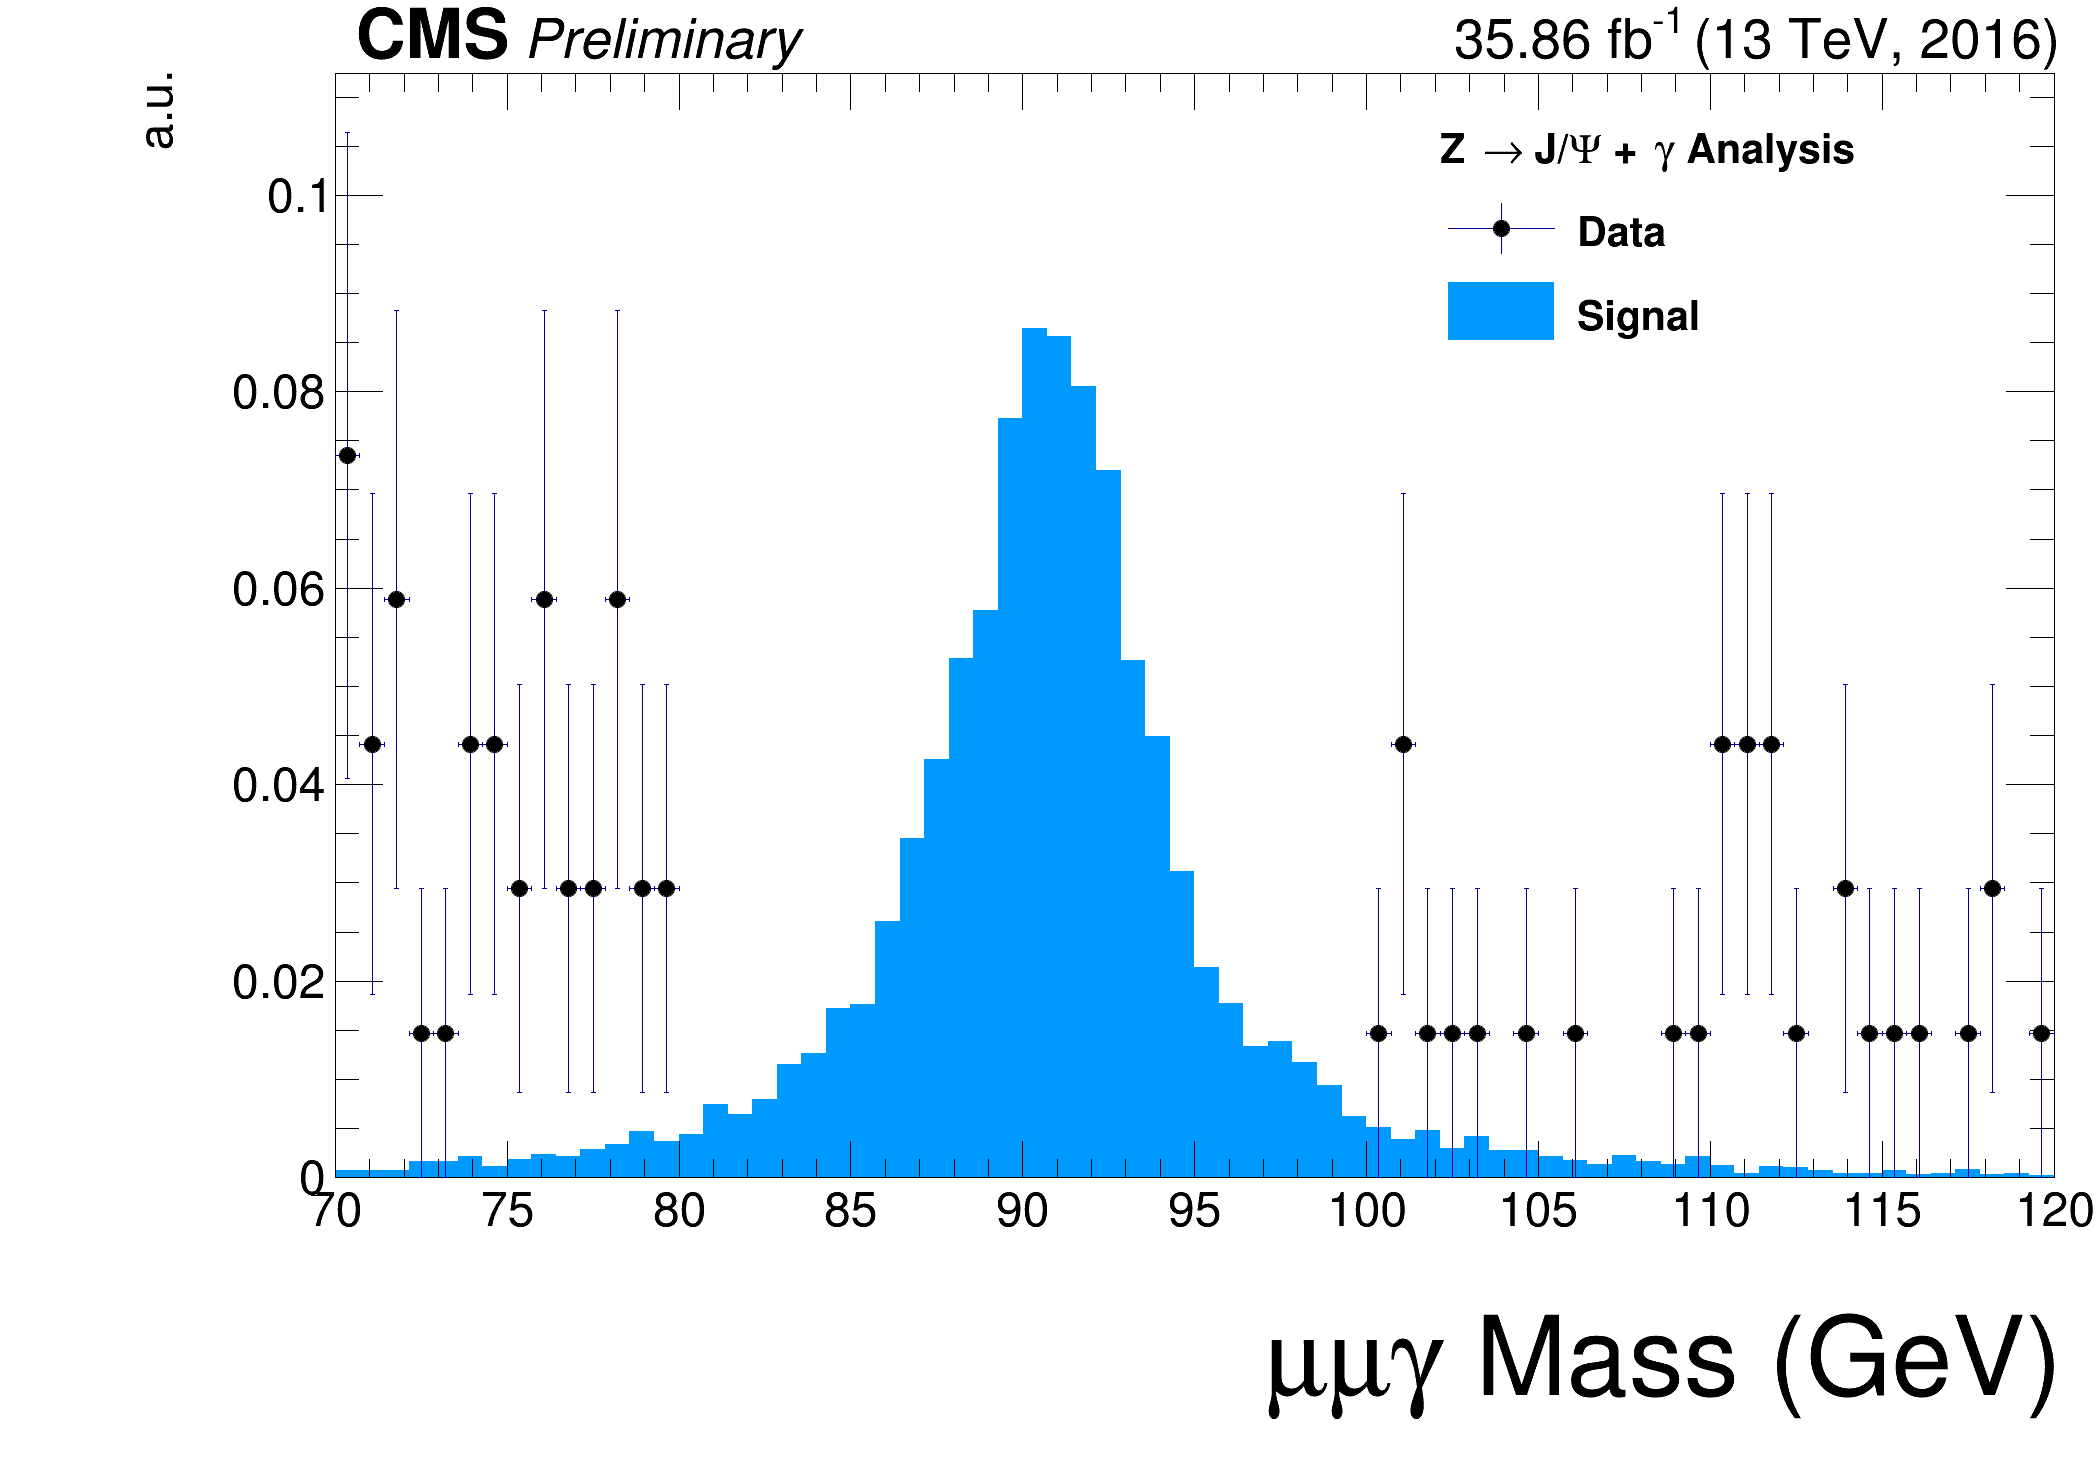 CMS Preliminary
35.86 fb⁻¹ (13 TeV, 2016)
a.u.
Z → J/Ψ + γ Analysis
Data
Signal
0.1
0.08
0.06
0.04
0.02
0
70 75 80 85 90 95 100 105 110 115 120
μμγ Mass (GeV)